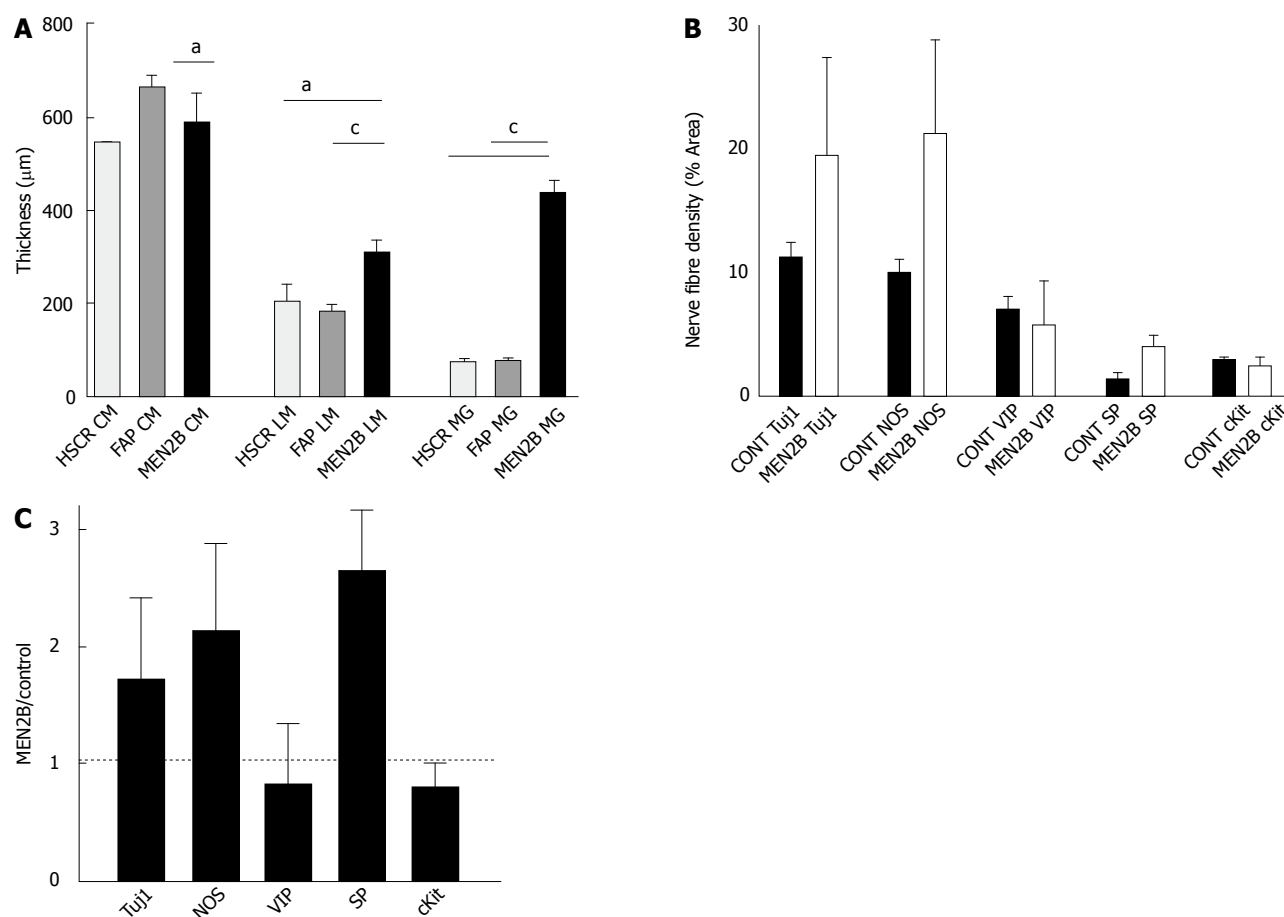 A
800
600
400
200
0
Thickness (μm)
a
a
c
c
HSCR CM
FAP CM
MEN2B CM
HSCR LM
FAP LM
MEN2B LM
HSCR MG
FAP MG
MEN2B MG
B
30
20
10
0
Nerve fibre density (% Area)
CONT Tuj1
MEN2B Tuj1
CONT NOS
MEN2B NOS
CONT VIP
MEN2B VIP
CONT SP
MEN2B SP
CONT cKit
MEN2B cKit
C
3
2
1
0
MEN2B/control
Tuj1
NOS
VIP
SP
cKit